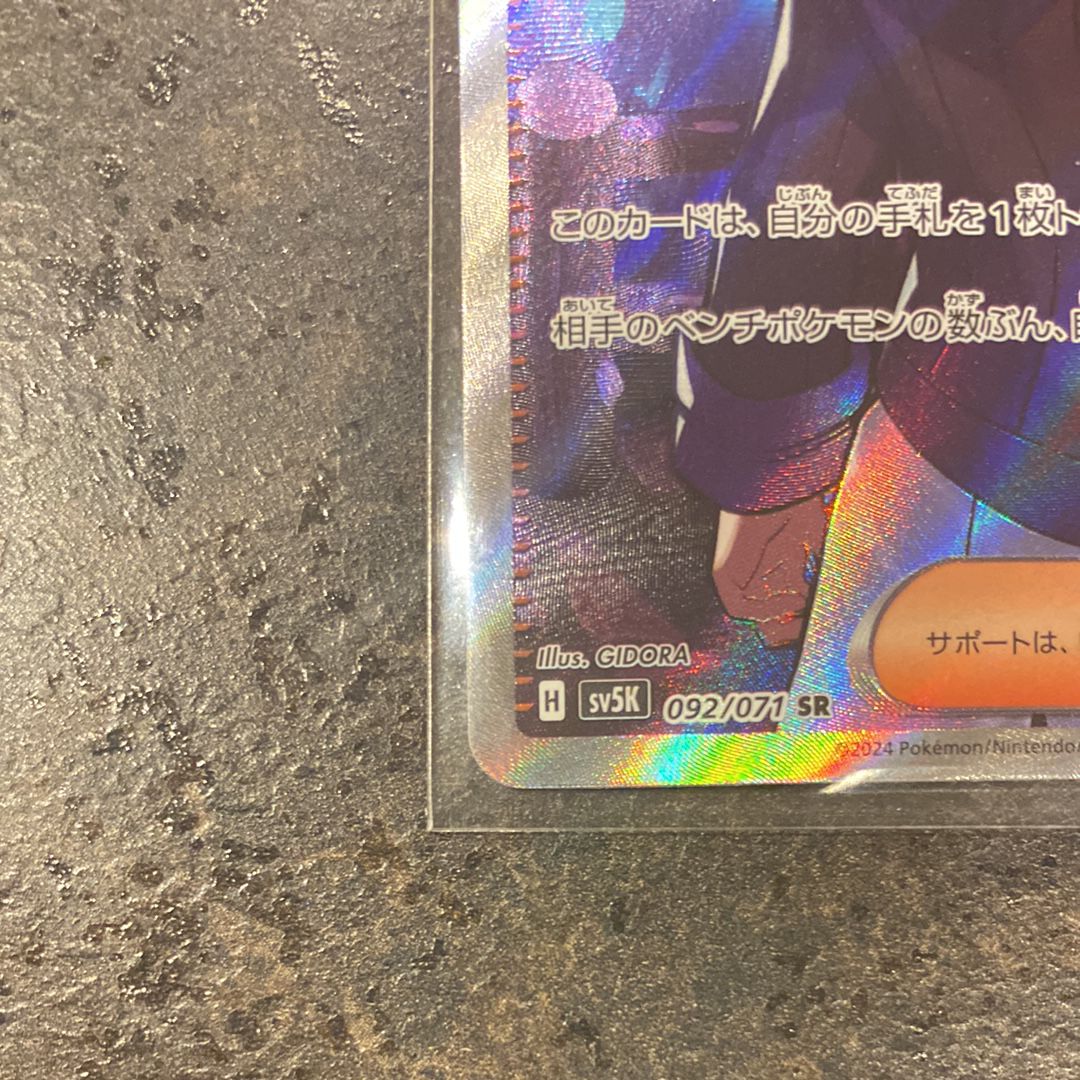 このカードは、自分の手札を1枚ト
相手のベンチポケモンの数ぶん、
サポートは、
Illus. GIDORA
H SV5K 092/071 SR
©2024 Pokémon/Nintendo/